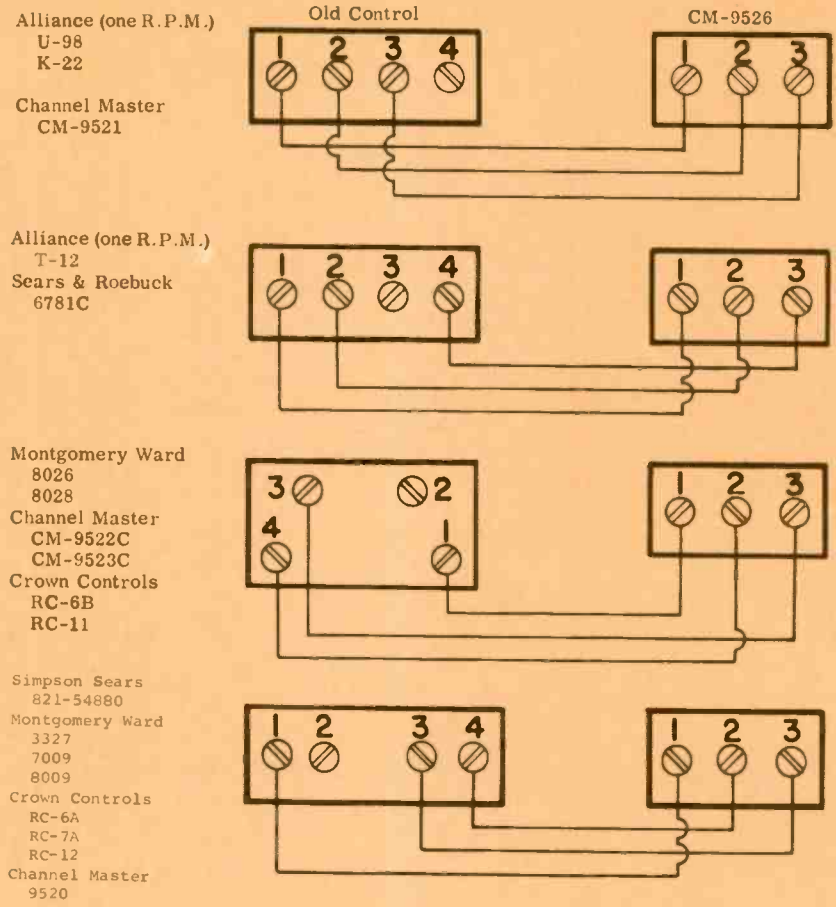 Old Control
CM-9526
Alliance (one R.P.M.)
U-98
K-22
Channel Master
CM-9521
1 2 3 4
1 2 3
Alliance (one R.P.M.)
T-12
Sears & Roebuck
6781C
1 2 3 4
1 2 3
Montgomery Ward
8026
8028
Channel Master
CM-9522C
CM-9523C
Crown Controls
RC-6B
RC-11
3 2
4 1
1 2 3
Simpson Sears
821-54880
Montgomery Ward
3327
7009
8009
Crown Controls
RC-6A
RC-7A
RC-12
Channel Master
9520
1 2 3 4
1 2 3